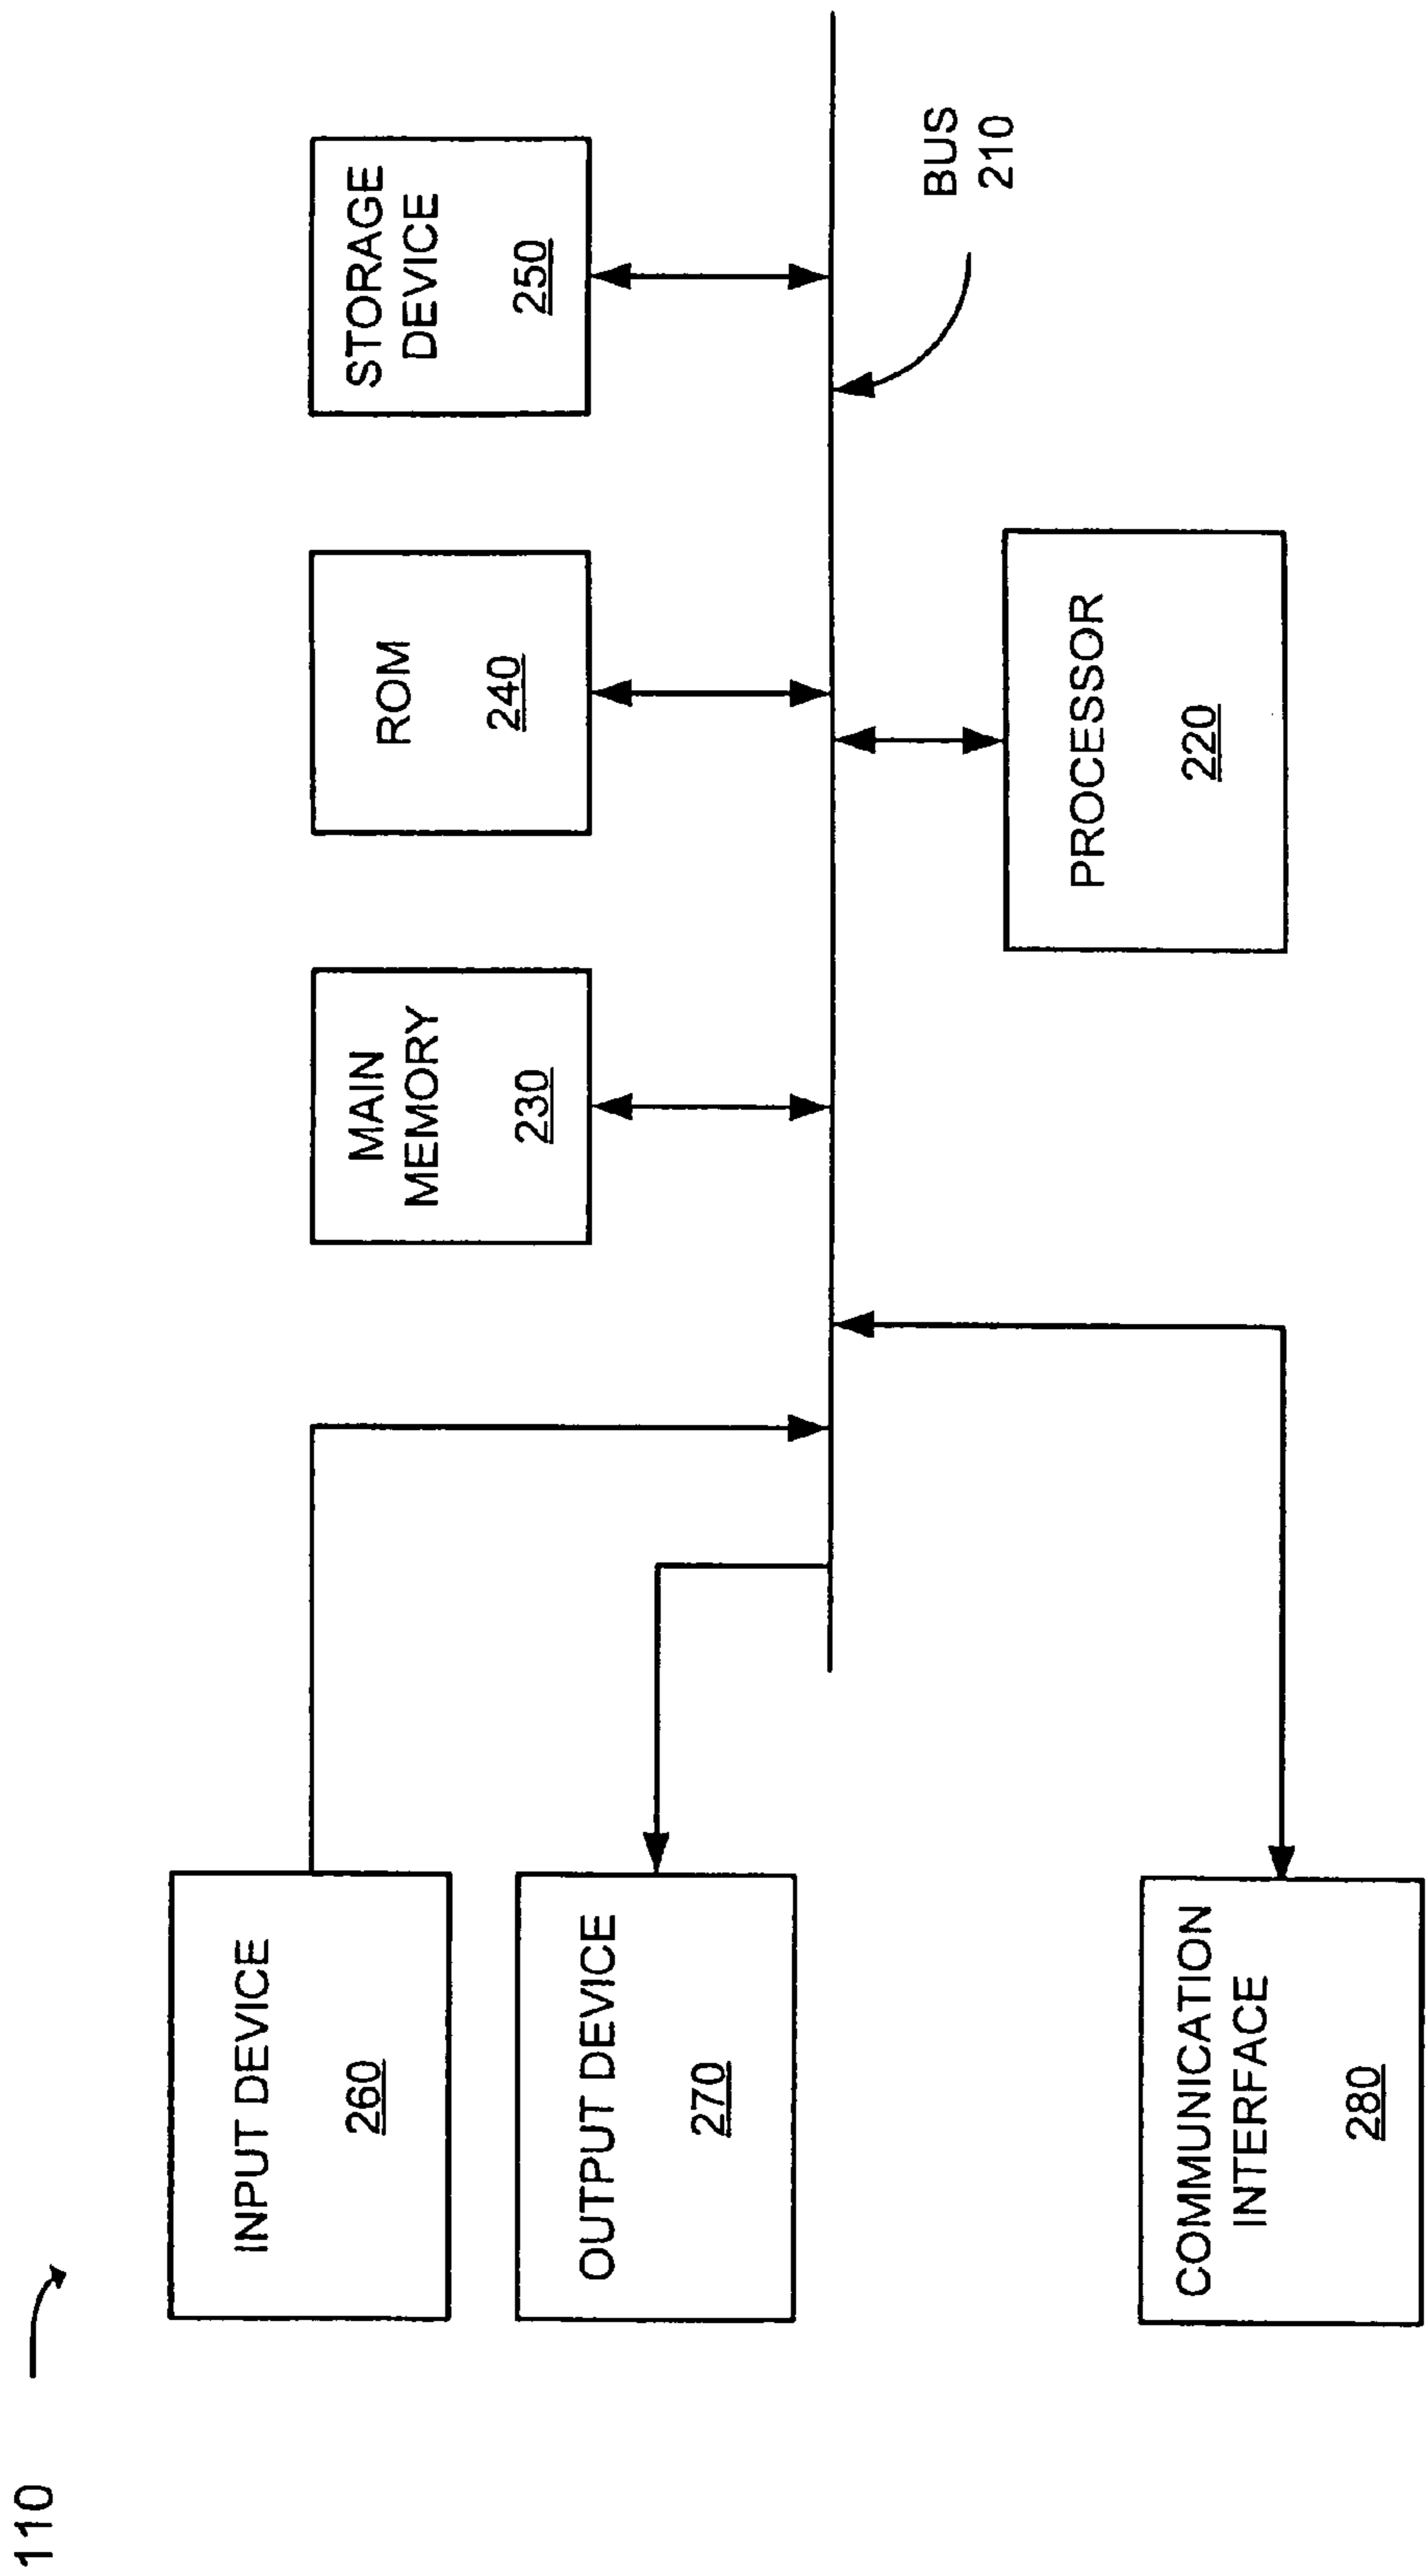 110
INPUT DEVICE
260
OUTPUT DEVICE
270
COMMUNICATION
INTERFACE
280
MAIN
MEMORY
230
ROM
240
STORAGE
DEVICE
250
PROCESSOR
220
BUS
210